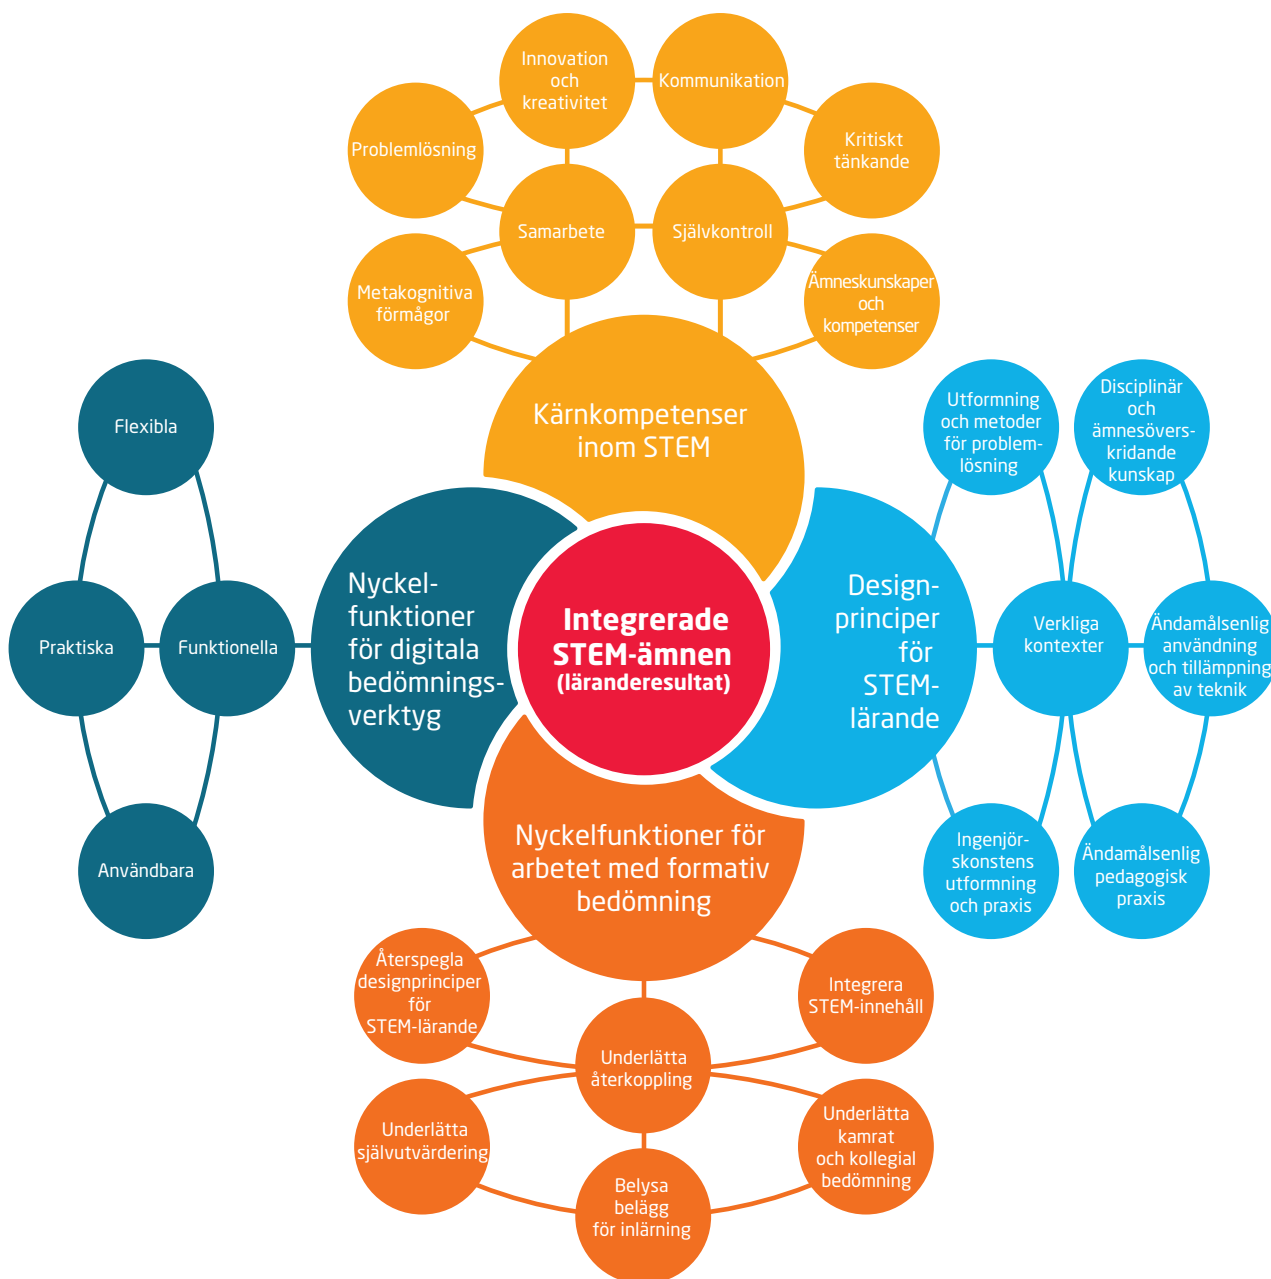 Innovation
och
kreativitet
Kommunikation
Problemlösning
Kritiskt
tänkande
Samarbete
Självkontroll
Metakognitiva
förmågor
Ämneskunskaper
och
kompetenser
Kärnkompetenser
inom STEM
Flexibla
Praktiska
Funktionella
Användbara
Nyckel-
funktioner
för digitala
bedömnings-
verktyg
Integrerade
STEM-ämnen
(läranderesultat)
Design-
principer
för
STEM-
lärande
Utformning
och metoder
för problem-
lösning
Disciplinär
och
ämnesövers-
kridande
kunskap
Verkliga
kontexter
Ändamålsenlig
användning
och tillämpning
av teknik
Ingenjör-
skonstens
utformning
och praxis
Ändamålsenlig
pedagogisk
praxis
Nyckelfunktioner för
arbetet med formativ
bedömning
Återspegla
designprinciper
för
STEM-lärande
Integrera
STEM-innehåll
Underlätta
återkoppling
Underlätta
självutvärdering
Underlätta
kamrat
och kollegial
bedömning
Belysa
belägg
för inlärning